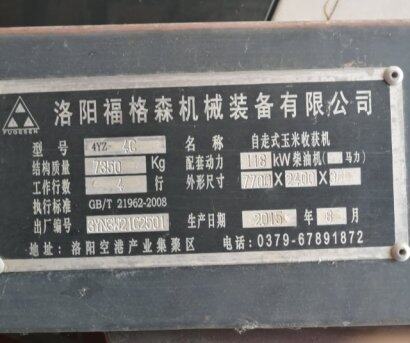 洛阳福格森机械装备有限公司
FUGESEN
型号 4YZ-4C 名称 自走式玉米收获机
结构质量 7350 Kg 配套动力 118 kW柴油机( 马力)
工作行数 4 行 外形尺寸 7700×2400×
执行标准 GB/T 21962-2008
出厂编号 生产日期 2015年 8月
地址:洛阳空港产业集聚区 电话:0379-67891872